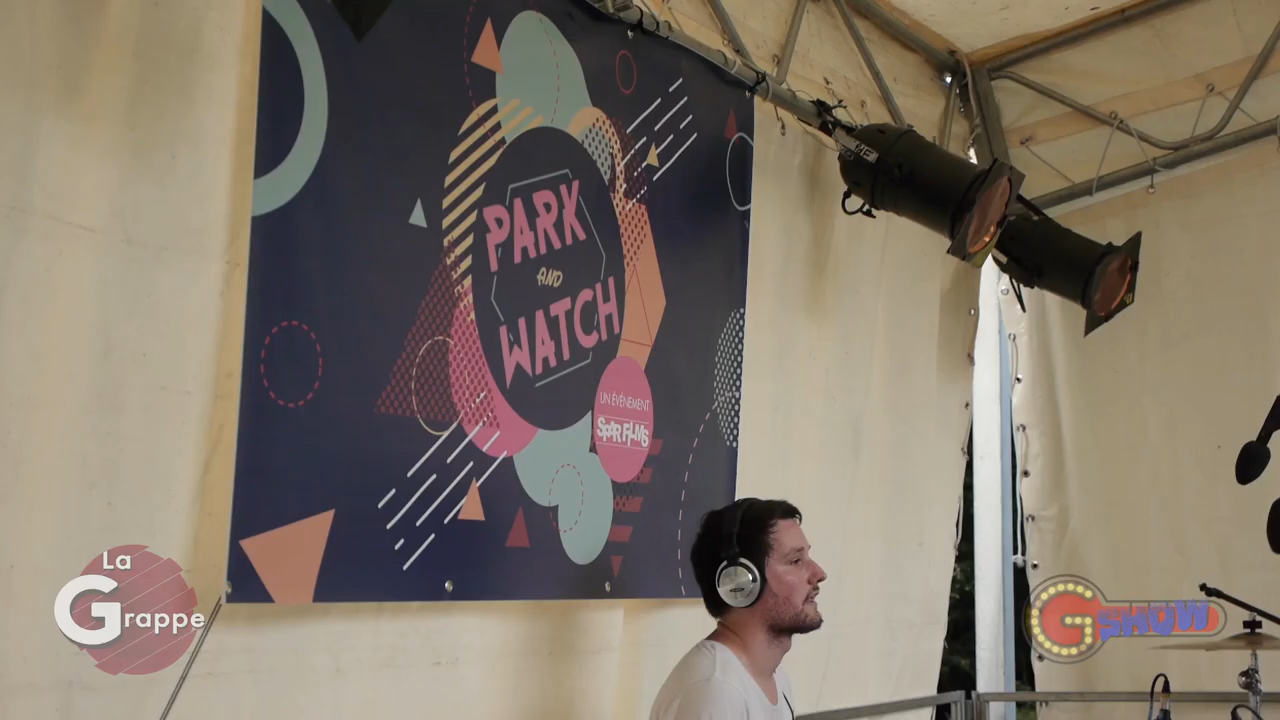 PARK
AND
WATCH
UN ÉVÉNEMENT
SPAR FILMS
La
Grappe
G SHOW